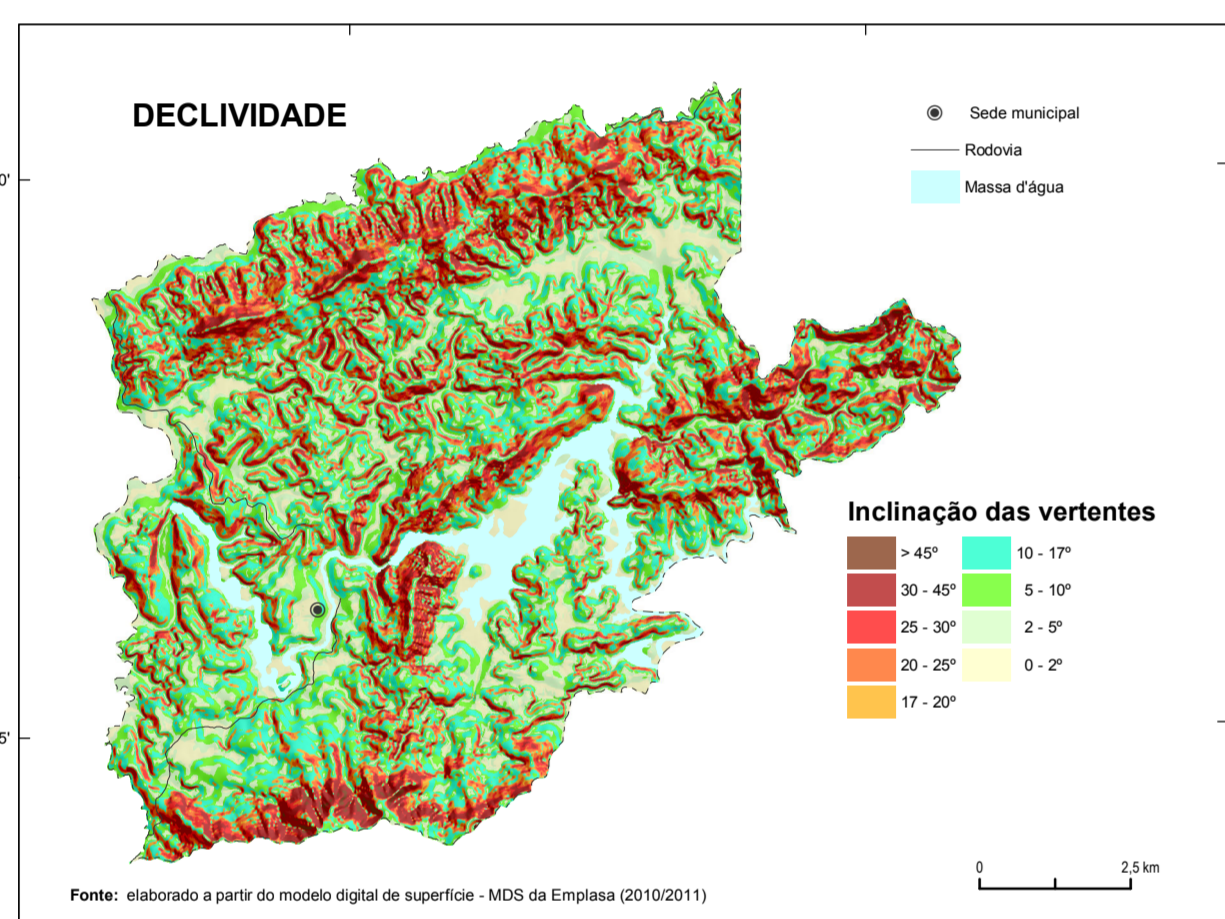 DECLIVIDADE
Sede municipal
Rodovia
Massa d'água
0'
5'
Inclinação das vertentes
> 45º
30 - 45º
25 - 30º
20 - 25º
17 - 20º
10 - 17º
5 - 10º
2 - 5º
0 - 2º
0 2,5 km
Fonte: elaborado a partir do modelo digital de superfície - MDS da Emplasa (2010/2011)